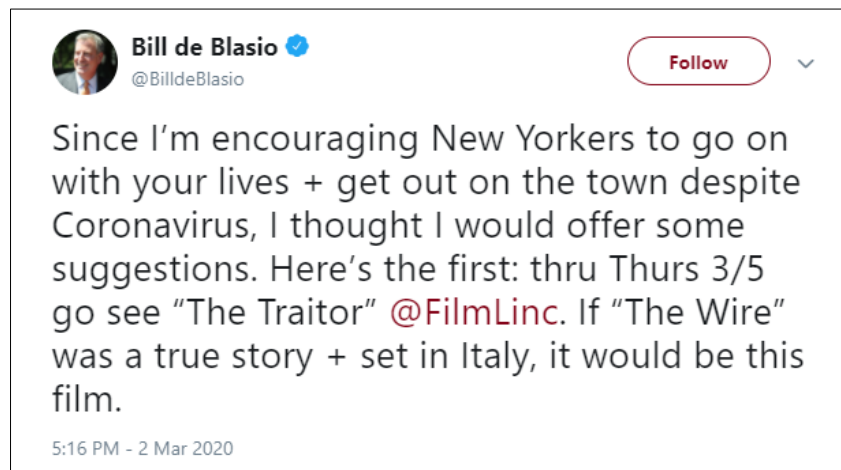 Bill de Blasio
@BilldeBlasio
Follow
Since I’m encouraging New Yorkers to go on
with your lives + get out on the town despite
Coronavirus, I thought I would offer some
suggestions. Here’s the first: thru Thurs 3/5
go see “The Traitor” @FilmLinc. If “The Wire”
was a true story + set in Italy, it would be this
film.
5:16 PM - 2 Mar 2020